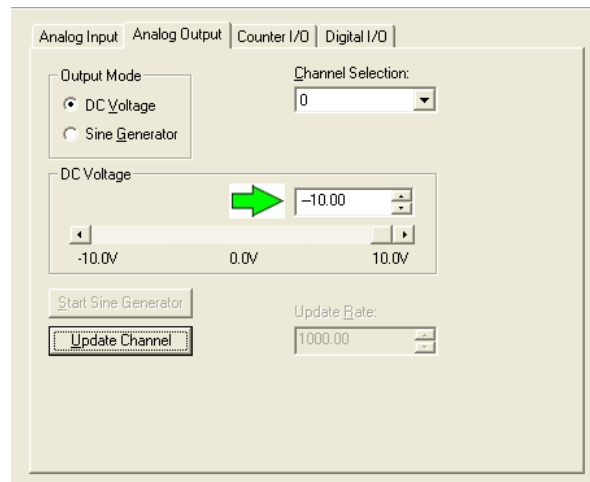 Analog Input Analog Output Counter I/O Digital I/O
Output Mode
DC Voltage
Sine Generator
Channel Selection:
0
DC Voltage
–10.00
-10.0V 0.0V 10.0V
Start Sine Generator
Update Channel
Update Rate:
1000.00